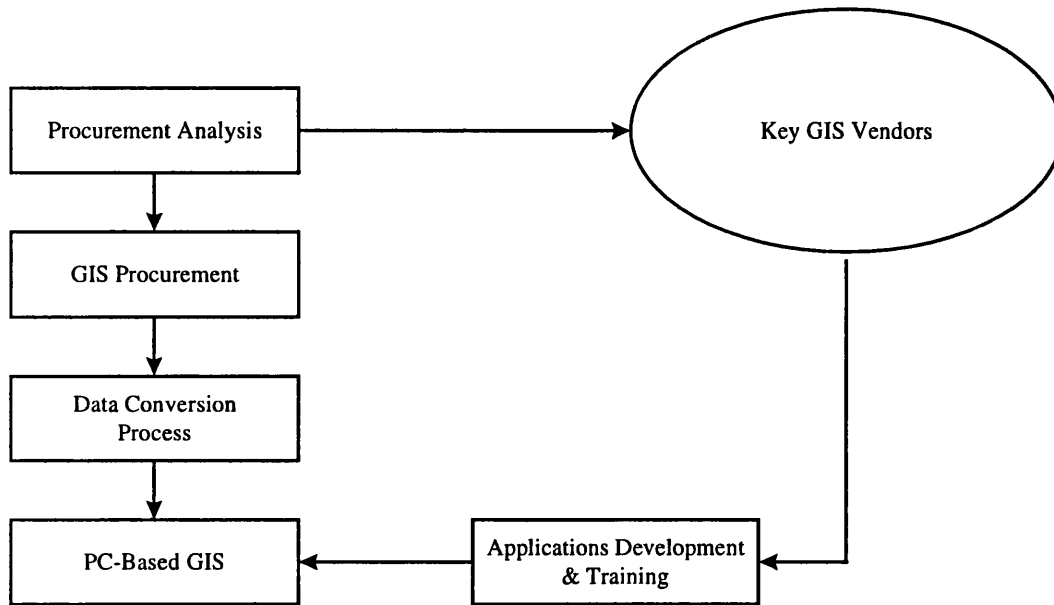 Procurement Analysis
Key GIS Vendors
GIS Procurement
Data Conversion
Process
PC-Based GIS
Applications Development
& Training